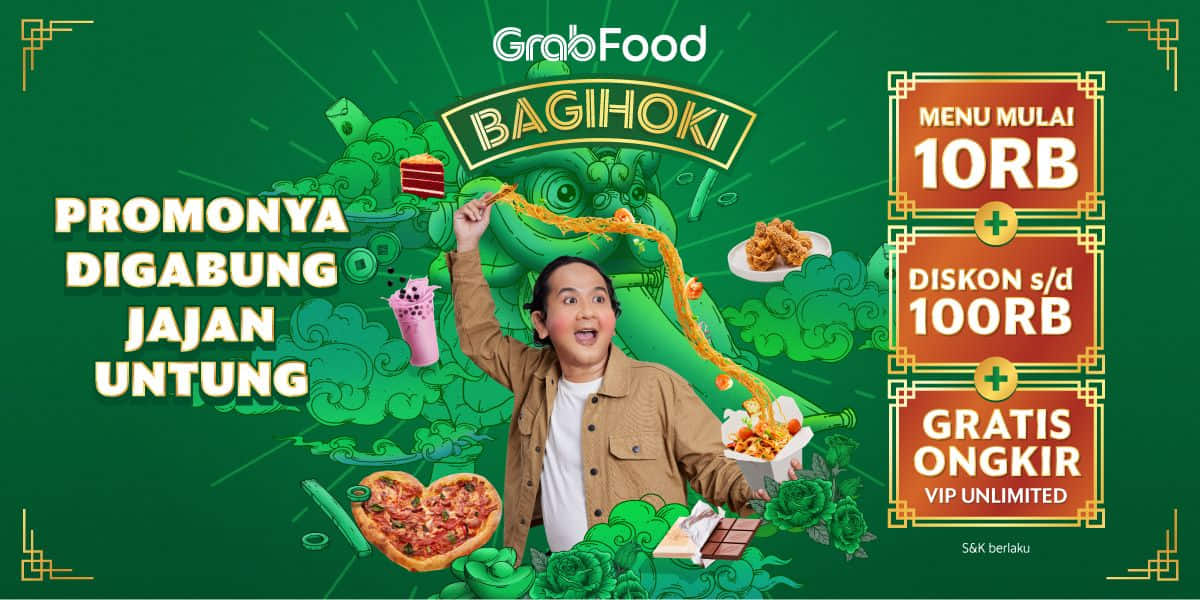 GrabFood
BAGIHOKI
PROMONYA
DIGABUNG
JAJAN
UNTUNG
MENU MULAI
10RB
+
DISKON s/d
100RB
+
GRATIS
ONGKIR
VIP UNLIMITED
S&K berlaku